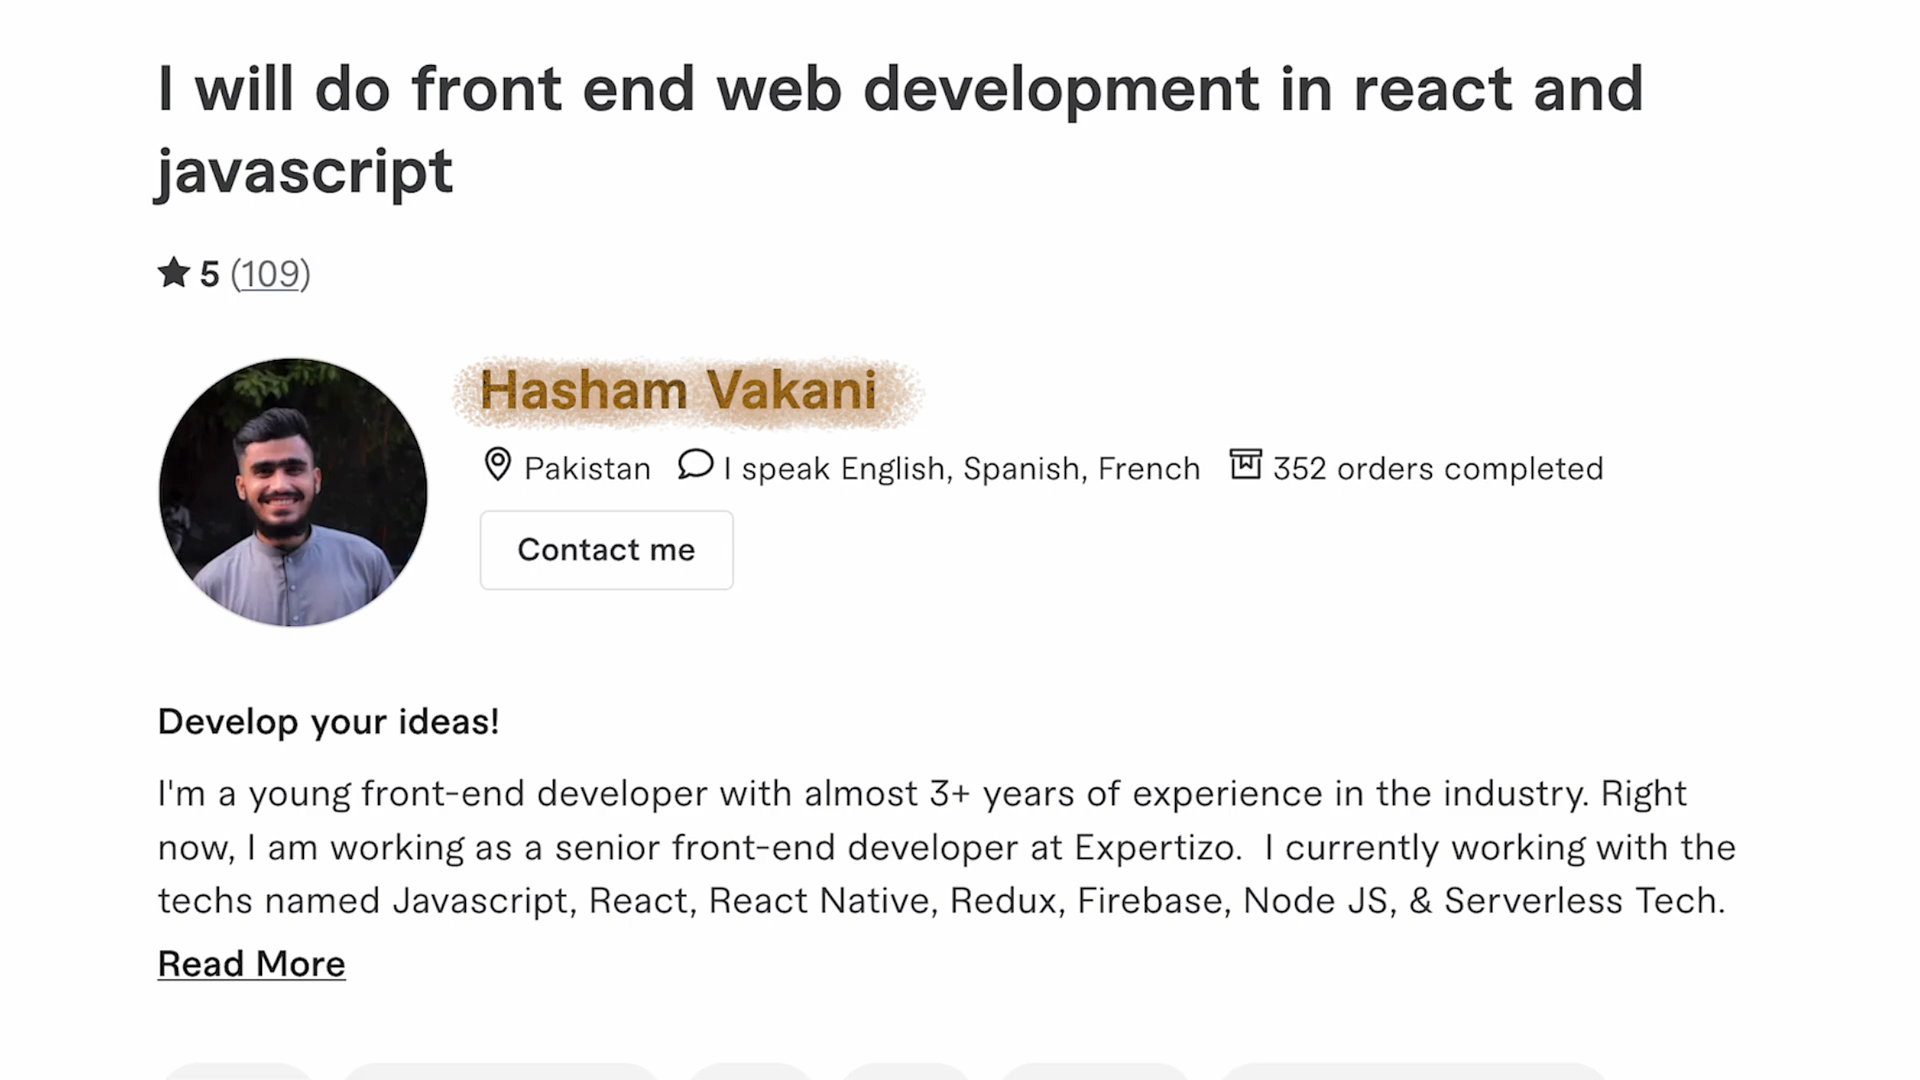 I will do front end web development in react and
javascript
5 (109)
Hasham Vakani
Pakistan I speak English, Spanish, French 352 orders completed
Contact me
Develop your ideas!
I'm a young front-end developer with almost 3+ years of experience in the industry. Right
now, I am working as a senior front-end developer at Expertizo. I currently working with the
techs named Javascript, React, React Native, Redux, Firebase, Node JS, & Serverless Tech.
Read More